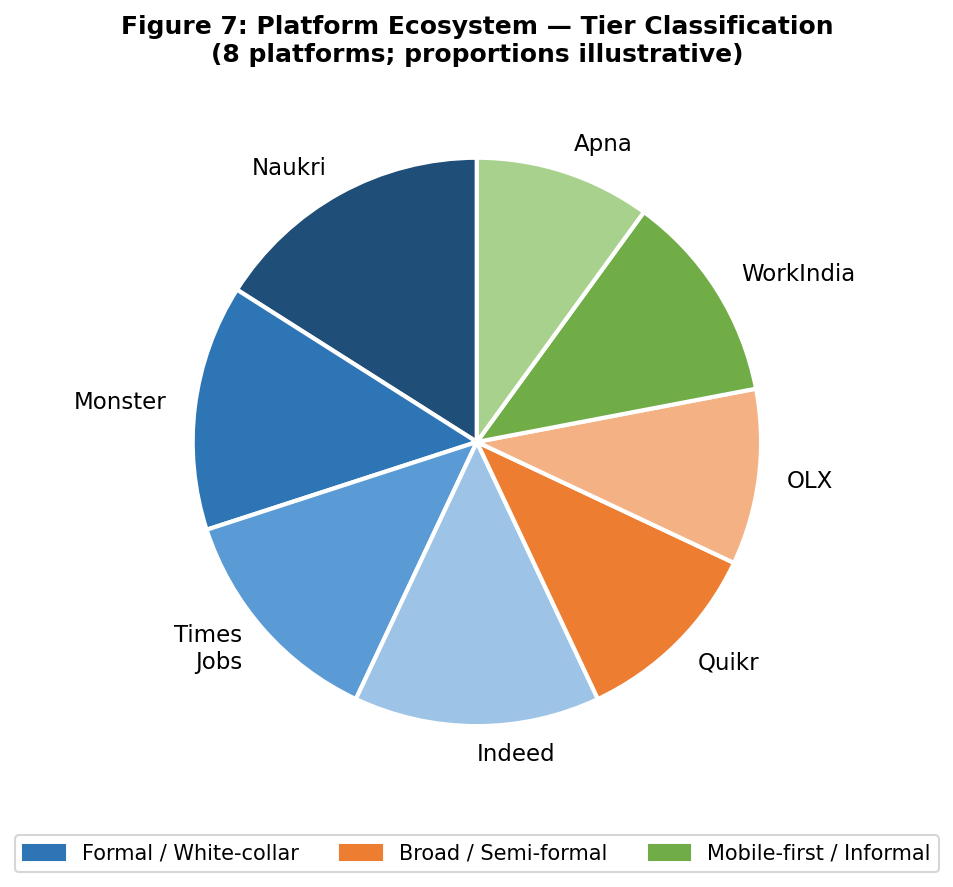 Figure 7: Platform Ecosystem — Tier Classification
(8 platforms; proportions illustrative)
Apna
Naukri
WorkIndia
Monster
OLX
Times
Jobs
Quikr
Indeed
Formal / White-collar
Broad / Semi-formal
Mobile-first / Informal